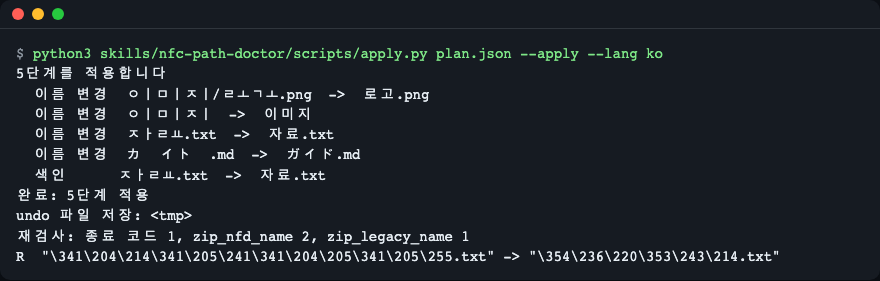 $ python3 skills/nfc-path-doctor/scripts/apply.py plan.json --apply --lang ko
5단계를 적용합니다
이름 변경 ㅇㅣㅁㅣㅈㅣ/ㄹㅗㄱㅗ.png -> 로고.png
이름 변경 ㅇㅣㅁㅣㅈㅣ -> 이미지
이름 변경 ㅈㅏㄹㅛ.txt -> 자료.txt
이름 변경 カ イト .md -> ガイド.md
색인 ㅈㅏㄹㅛ.txt -> 자료.txt
완료: 5단계 적용
undo 파일 저장: <tmp>
재검사: 종료 코드 1, zip_nfd_name 2, zip_legacy_name 1
R "\341\204\214\341\205\241\341\204\205\341\205\255.txt" -> "\354\236\220\353\243\214.txt"